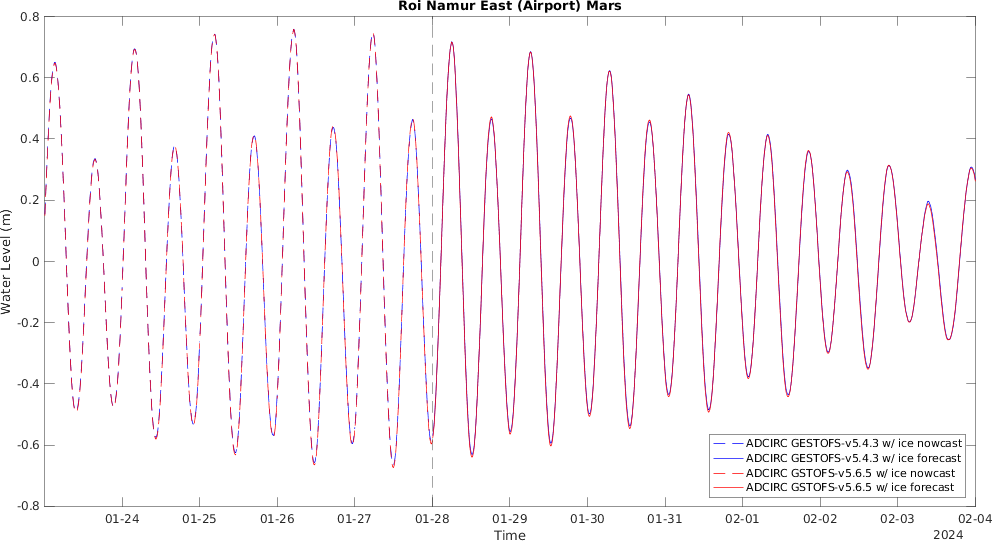 Roi Namur East (Airport) Mars
0.8
0.6
0.4
0.2
0
-0.2
-0.4
-0.6
-0.8
Water Level (m)
01-24 01-25 01-26 01-27 01-28 01-29 01-30 01-31 02-01 02-02 02-03 02-04
Time
2024
ADCIRC GESTOFS-v5.4.3 w/ ice nowcast
ADCIRC GESTOFS-v5.4.3 w/ ice forecast
ADCIRC GSTOFS-v5.6.5 w/ ice nowcast
ADCIRC GSTOFS-v5.6.5 w/ ice forecast